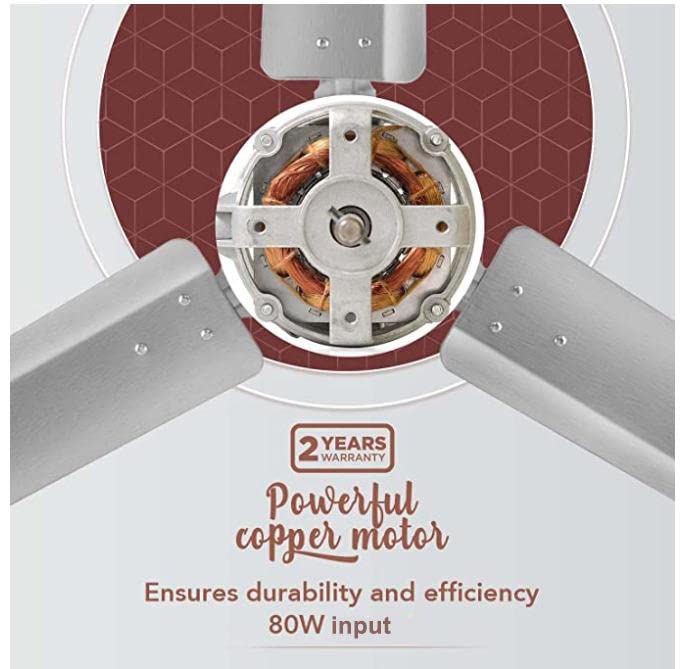 2 YEARS
WARRANTY
Powerful
copper motor
Ensures durability and efficiency
80W input